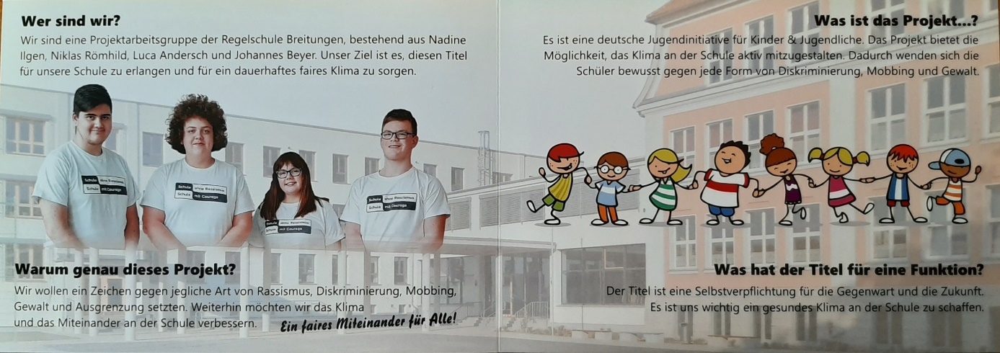 Wer sind wir?
Wir sind eine Projektarbeitsgruppe der Regelschule Breitungen, bestehend aus Nadine
Ilgen, Niklas Römhild, Luca Andersch und Johannes Beyer. Unser Ziel ist es, diesen Titel
für unsere Schule zu erlangen und für ein dauerhaftes faires Klima zu sorgen.
Schule ohne Rassismus
Schule mit Courage
Schule ohne Rassismus
Schule mit Courage
Schule ohne Rassismus
Schule mit Courage
Schule ohne Rassismus
Schule mit Courage
Warum genau dieses Projekt?
Wir wollen ein Zeichen gegen jegliche Art von Rassismus, Diskriminierung, Mobbing,
Gewalt und Ausgrenzung setzten. Weiterhin möchten wir das Klima
und das Miteinander an der Schule verbessern.
Ein faires Miteinander für Alle!
Was ist das Projekt...?
Es ist eine deutsche Jugendinitiative für Kinder & Jugendliche. Das Projekt bietet die
Möglichkeit, das Klima an der Schule aktiv mitzugestalten. Dadurch wenden sich die
Schüler bewusst gegen jede Form von Diskriminierung, Mobbing und Gewalt.
Was hat der Titel für eine Funktion?
Der Titel ist eine Selbstverpflichtung für die Gegenwart und die Zukunft.
Es ist uns wichtig ein gesundes Klima an der Schule zu schaffen.